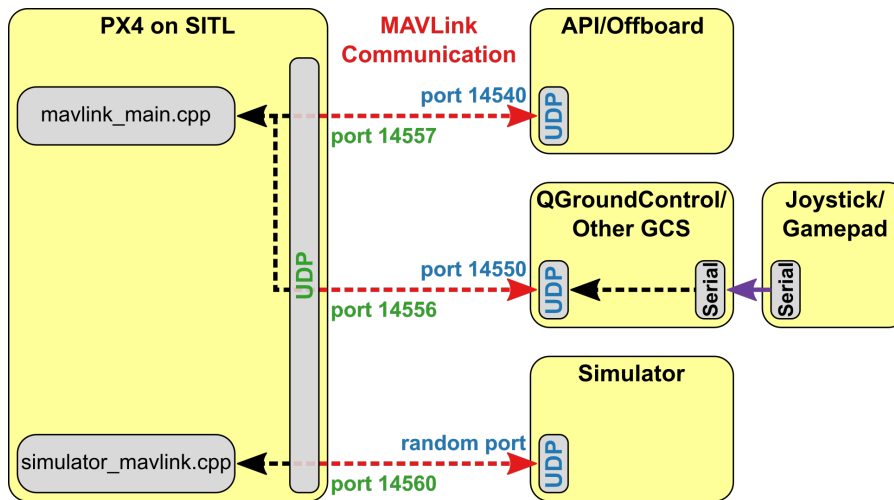 PX4 on SITL
mavlink_main.cpp
UDP
simulator_mavlink.cpp
MAVLink
Communication
port 14540
port 14557
port 14550
port 14556
random port
port 14560
API/Offboard
UDP
QGroundControl/
Other GCS
UDP
Serial
Joystick/
Gamepad
Serial
Simulator
UDP